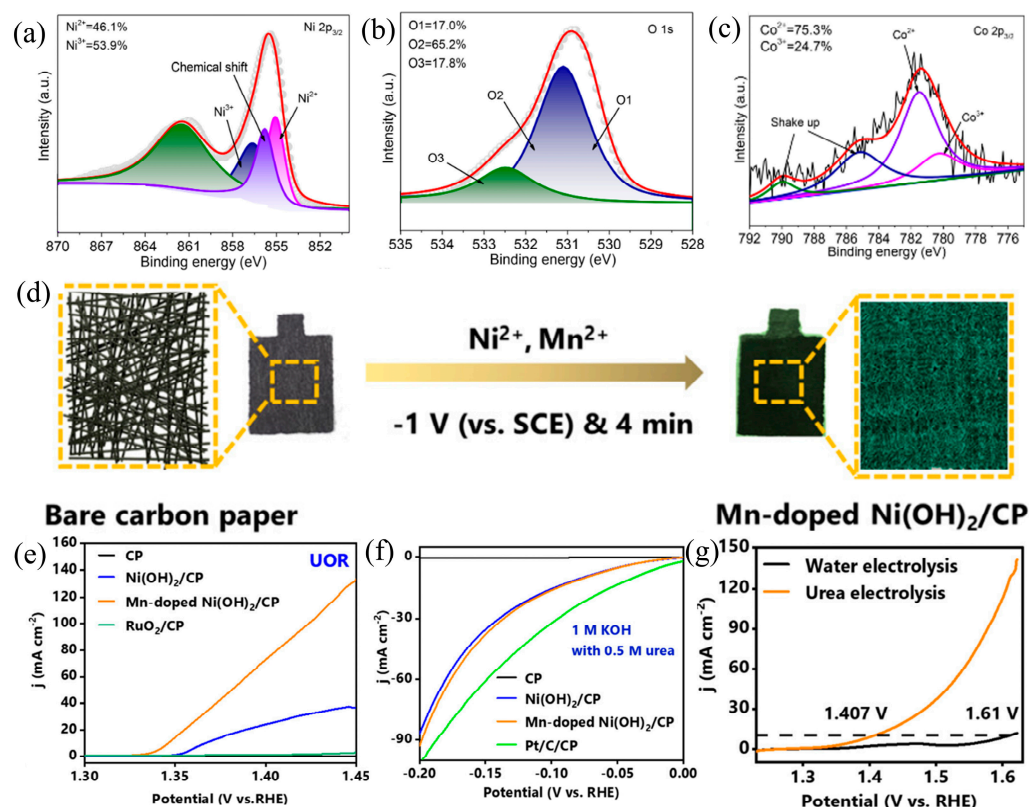 (a)
Ni²⁺=46.1%
Ni³⁺=53.9%
Ni 2p₃/₂
Chemical shift
Ni³⁺
Ni²⁺
Intensity (a.u.)
870 867 864 861 858 855 852
Binding energy (eV)
(b)
O1=17.0%
O2=65.2%
O3=17.8%
O 1s
O2
O1
O3
Intensity (a.u.)
535 534 533 532 531 530 529 528
Binding energy (eV)
(c)
Co²⁺=75.3%
Co³⁺=24.7%
Co²⁺
Co 2p₃/₂
Shake up
Co³⁺
Intensity (a.u.)
792 790 788 786 784 782 780 778 776
Binding energy (eV)
(d)
Ni²⁺, Mn²⁺
-1 V (vs. SCE) & 4 min
Bare carbon paper
Mn-doped Ni(OH)₂/CP
(e)
160
140
120
100
80
60
40
20
0
CP
Ni(OH)₂/CP
Mn-doped Ni(OH)₂/CP
RuO₂/CP
UOR
j (mA cm⁻²)
1.30 1.35 1.40 1.45
Potential (V vs.RHE)
(f)
0
-30
-60
-90
1 M KOH
with 0.5 M urea
CP
Ni(OH)₂/CP
Mn-doped Ni(OH)₂/CP
Pt/C/CP
j (mA cm⁻²)
-0.20 -0.15 -0.10 -0.05 0.00
Potential (V vs. RHE)
(g)
150
120
90
60
30
0
Water electrolysis
Urea electrolysis
1.407 V
1.61 V
j (mA cm⁻²)
1.3 1.4 1.5 1.6
Potential (V vs.RHE)